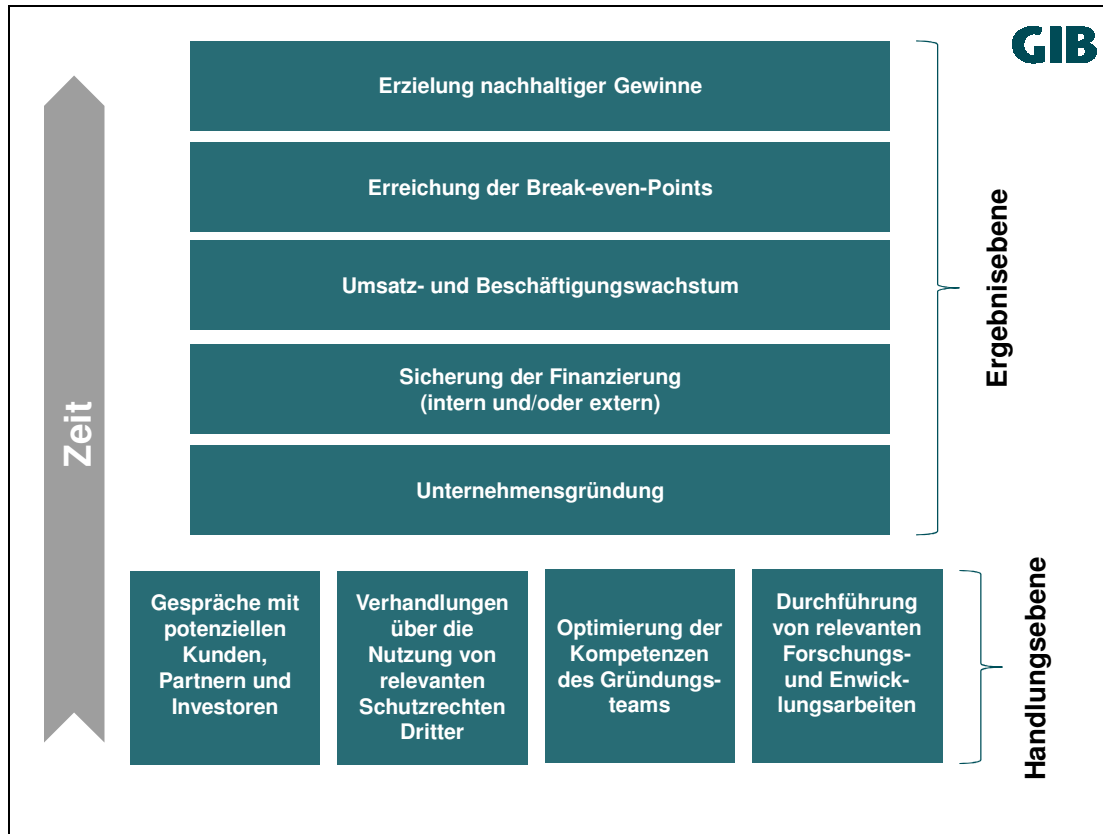 GIB
Erzielung nachhaltiger Gewinne
Erreichung der Break-even-Points
Umsatz- und Beschäftigungswachstum
Sicherung der Finanzierung
(intern und/oder extern)
Unternehmensgründung
Ergebnisebene
Zeit
Gespräche mit
potenziellen
Kunden,
Partnern und
Investoren
Verhandlungen
über die
Nutzung von
relevanten
Schutzrechten
Dritter
Optimierung der
Kompetenzen
des Gründungs-
teams
Durchführung
von relevanten
Forschungs-
und Enwick-
lungsarbeiten
Handlungsebene